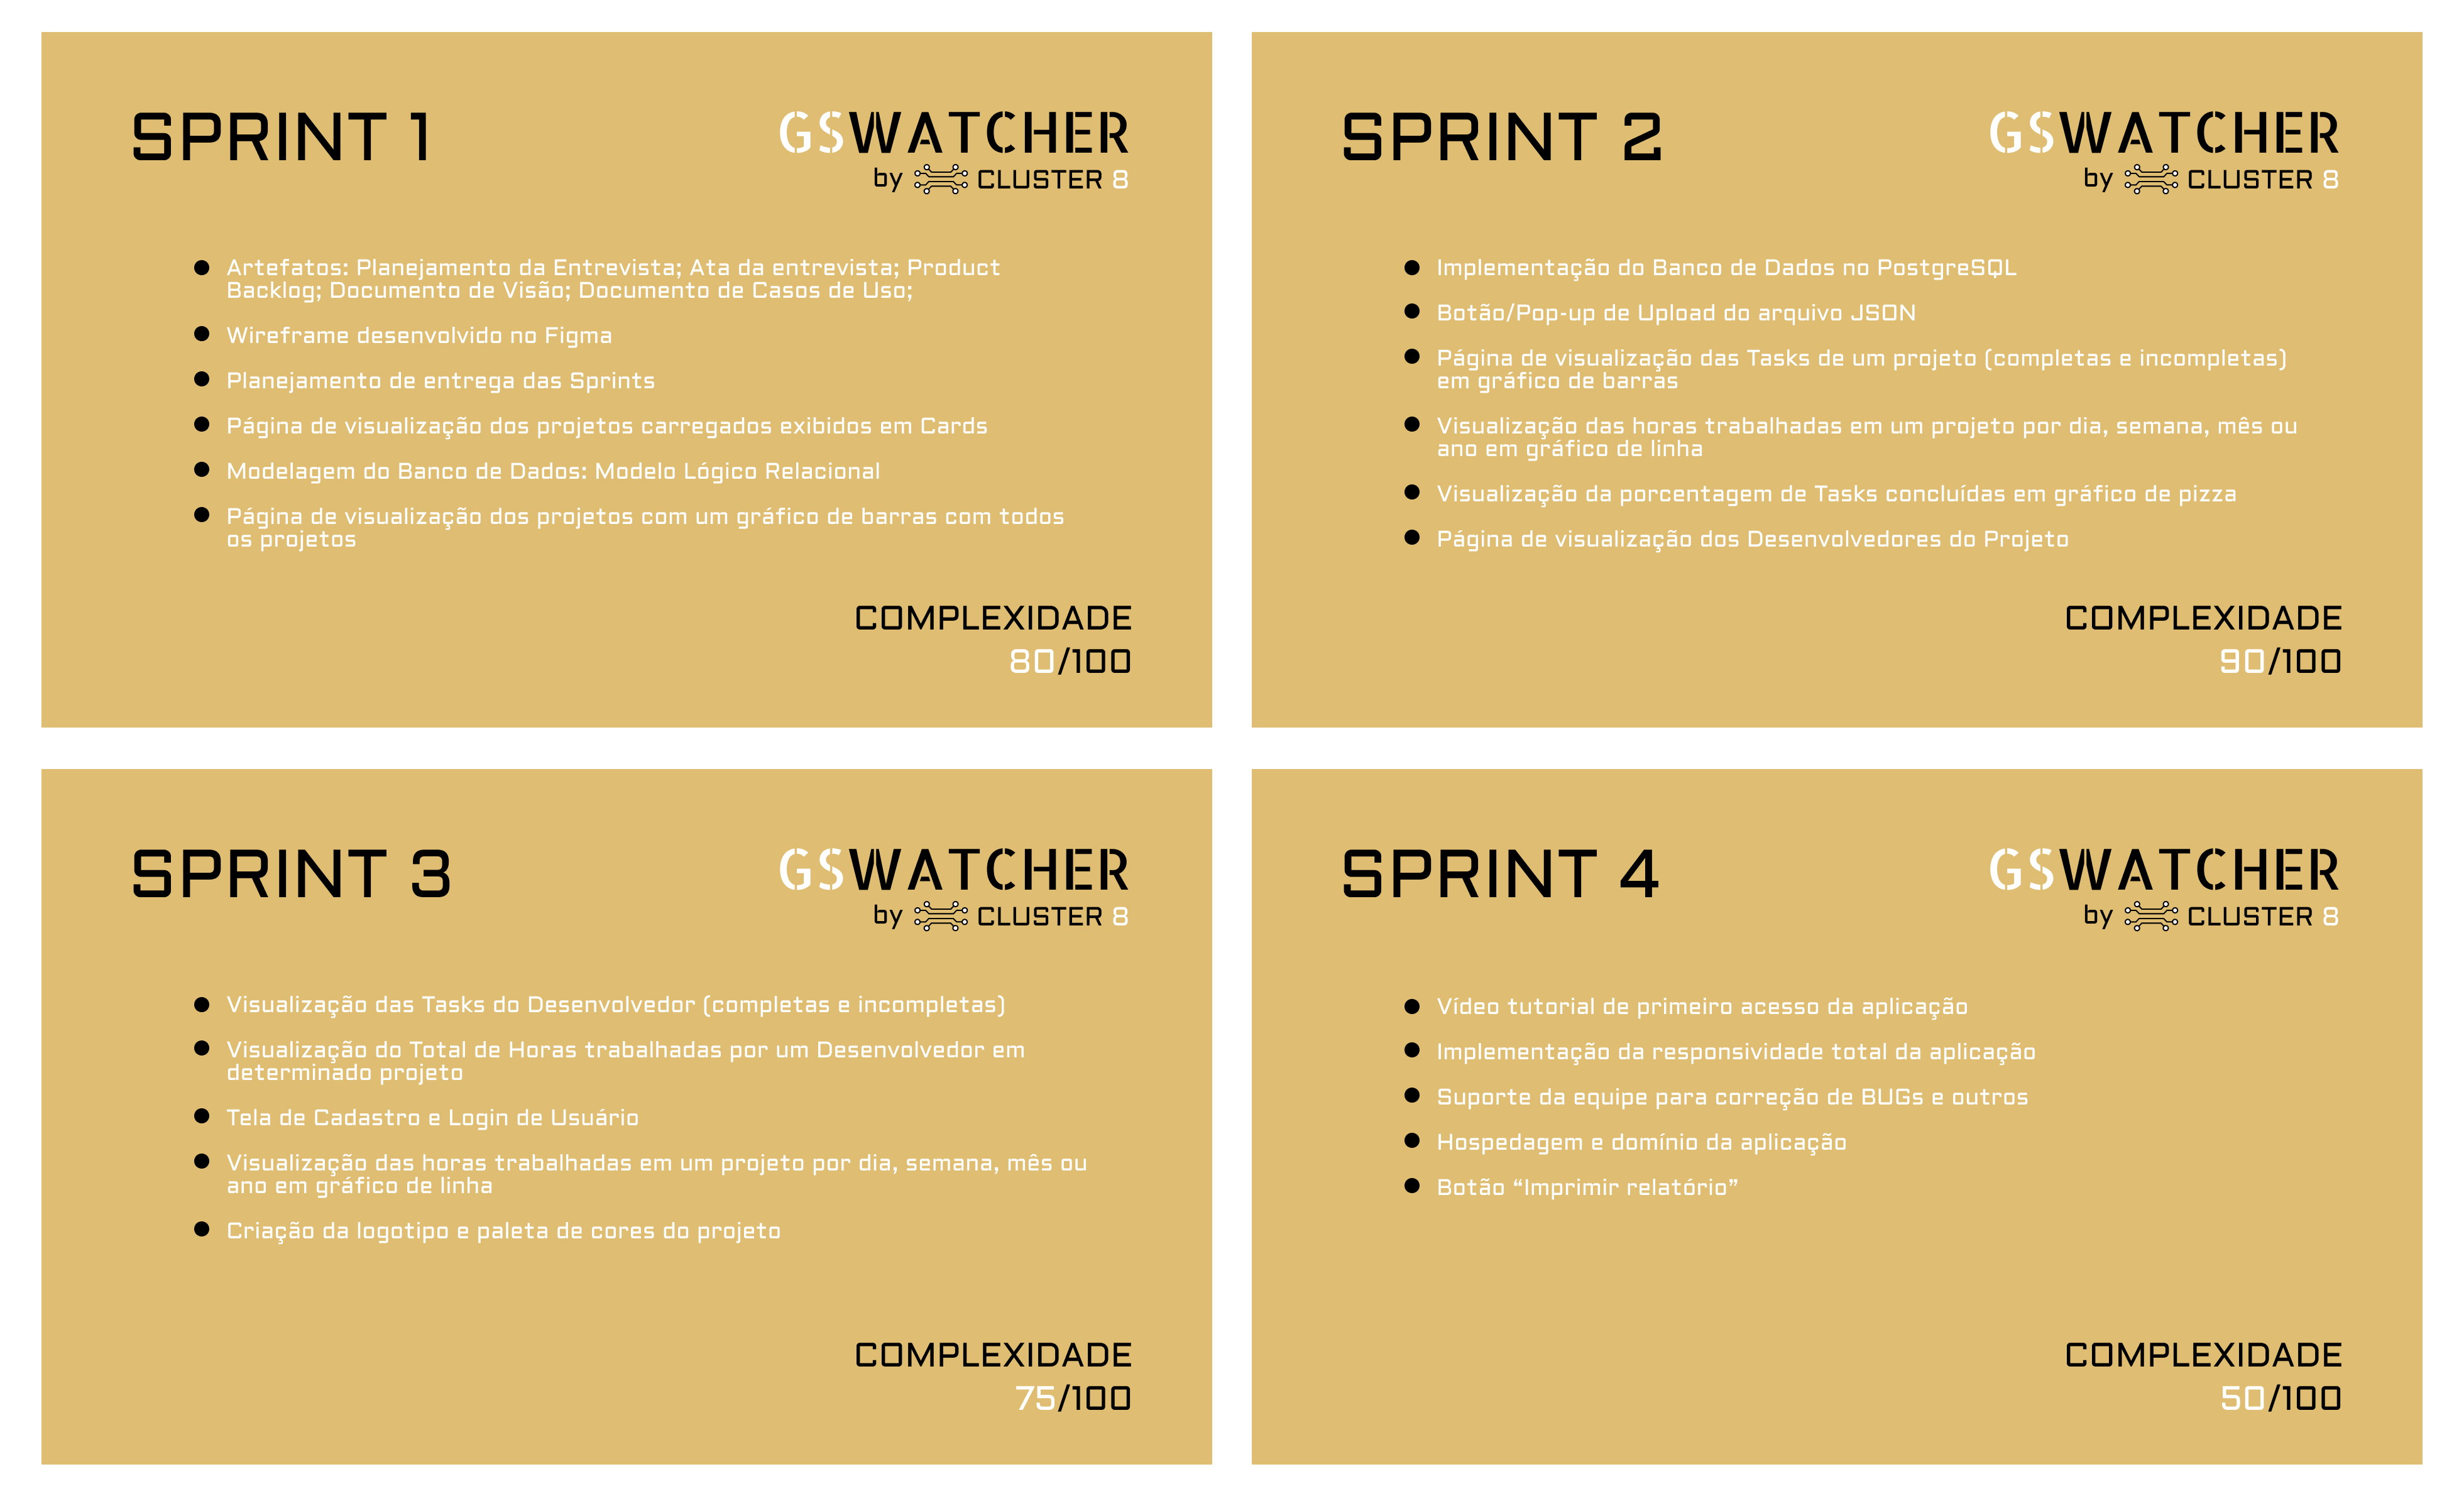 SPRINT 1
GSWATCHER
by CLUSTER 8
Artefatos: Planejamento da Entrevista; Ata da entrevista; Product
Backlog; Documento de Visão; Documento de Casos de Uso;
Wireframe desenvolvido no Figma
Planejamento de entrega das Sprints
Página de visualização dos projetos carregados exibidos em Cards
Modelagem do Banco de Dados: Modelo Lógico Relacional
Página de visualização dos projetos com um gráfico de barras com todos
os projetos
COMPLEXIDADE
80/100
SPRINT 2
GSWATCHER
by CLUSTER 8
Implementação do Banco de Dados no PostgreSQL
Botão/Pop-up de Upload do arquivo JSON
Página de visualização das Tasks de um projeto (completas e incompletas)
em gráfico de barras
Visualização das horas trabalhadas em um projeto por dia, semana, mês ou
ano em gráfico de linha
Visualização da porcentagem de Tasks concluídas em gráfico de pizza
Página de visualização dos Desenvolvedores do Projeto
COMPLEXIDADE
90/100
SPRINT 3
GSWATCHER
by CLUSTER 8
Visualização das Tasks do Desenvolvedor (completas e incompletas)
Visualização do Total de Horas trabalhadas por um Desenvolvedor em
determinado projeto
Tela de Cadastro e Login de Usuário
Visualização das horas trabalhadas em um projeto por dia, semana, mês ou
ano em gráfico de linha
Criação da logotipo e paleta de cores do projeto
COMPLEXIDADE
75/100
SPRINT 4
GSWATCHER
by CLUSTER 8
Vídeo tutorial de primeiro acesso da aplicação
Implementação da responsividade total da aplicação
Suporte da equipe para correção de BUGs e outros
Hospedagem e domínio da aplicação
Botão “Imprimir relatório”
COMPLEXIDADE
50/100